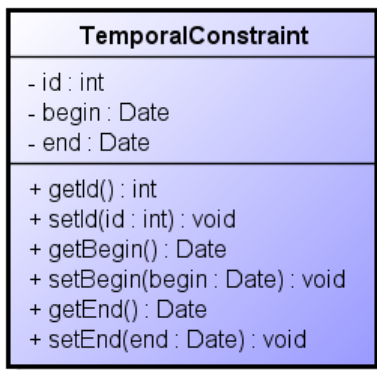 TemporalConstraint
- id : int
- begin : Date
- end : Date
+ getId() : int
+ setId(id : int) : void
+ getBegin() : Date
+ setBegin(begin : Date) : void
+ getEnd() : Date
+ setEnd(end : Date) : void